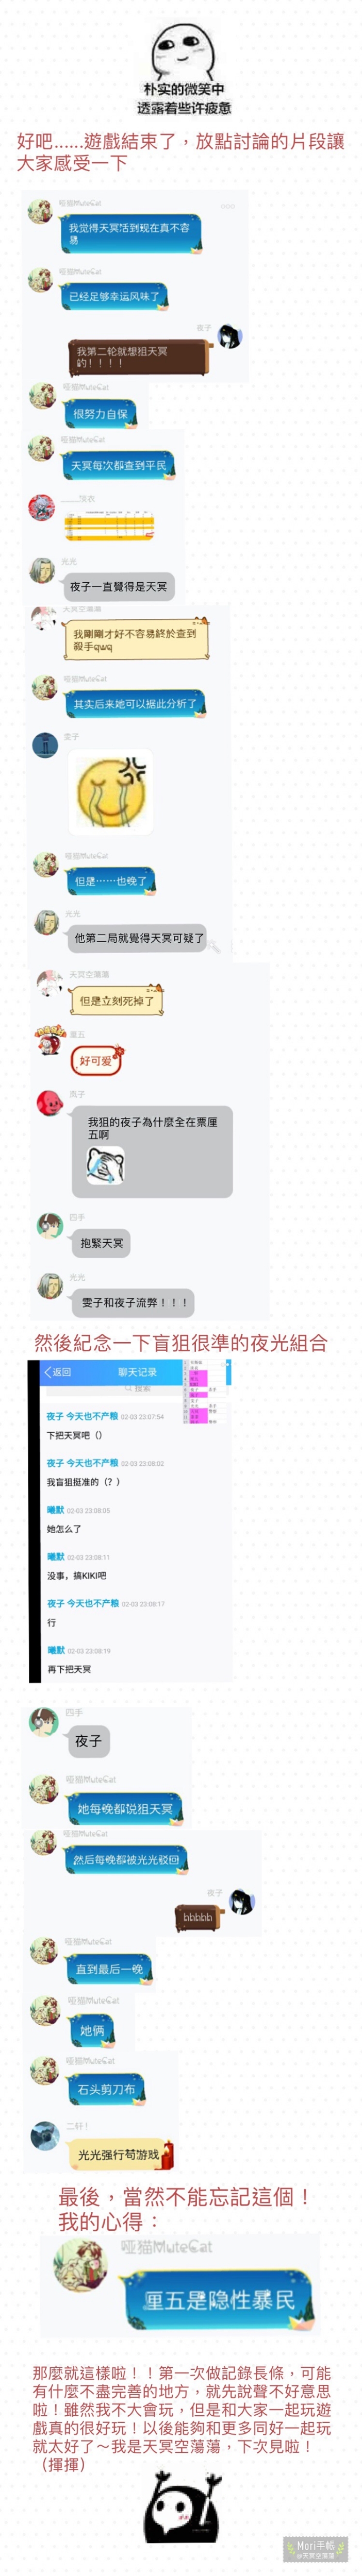 朴实的微笑中
透露着些许疲惫
好吧......遊戲結束了，放點討論的片段讓
大家感受一下
哑猫MuteCat
我觉得天冥活到现在真不容
易
哑猫MuteCat
已经足够幸运风味了
夜子
我第二轮就想狙天冥
的！！！！
哑猫MuteCat
很努力自保
哑猫MuteCat
天冥每次都查到平民
光光
夜子一直覺得是天冥
天冥空蕩蕩
我剛剛才好不容易終於查到
殺手qwq
哑猫MuteCat
其实后来她可以据此分析了
哑猫MuteCat
但是……也晚了
光光
他第二局就覺得天冥可疑了
天冥空蕩蕩
但是立刻死掉了
厘五
好可爱
我狙的夜子為什麼全在票厘
五啊
四手
抱緊天冥
光光
雯子和夜子流弊！！！
然後紀念一下盲狙很準的夜光組合
返回
聊天记录
搜索
夜子 今天也不产粮 02-03 23:07:54
下把天冥吧（）
夜子 今天也不产粮 02-03 23:08:02
我盲狙挺准的（？）
曦默 02-03 23:08:05
她怎么了
曦默 02-03 23:08:11
没事，搞KIKI吧
夜子 今天也不产粮 02-03 23:08:17
行
曦默 02-03 23:08:19
再下把天冥
四手
夜子
哑猫MuteCat
她每晚都说狙天冥
哑猫MuteCat
然后每晚都被光光驳回
夜子
hhhhh
哑猫MuteCat
直到最后一晚
哑猫MuteCat
她俩
哑猫MuteCat
石头剪刀布
二轩！
光光强行苟游戏
最後，當然不能忘記這個！
我的心得：
哑猫MuteCat
厘五是隐性暴民
那麼就這樣啦！！第一次做記錄長條，可能
有什麼不盡完善的地方，就先說聲不好意思
啦！雖然我不大會玩，但是和大家一起玩遊
戲真的很好玩！以後能夠和更多同好一起玩
就太好了～我是天冥空蕩蕩，下次見啦！
（揮揮）
Mori手帳
@天冥空蕩蕩